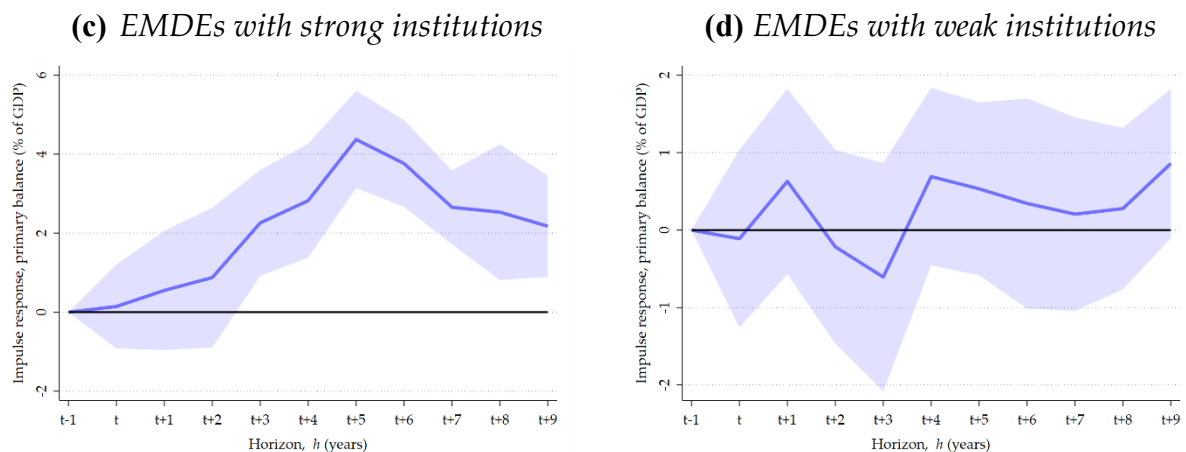 (c) EMDEs with strong institutions
Impulse response, primary balance (% of GDP)
6
4
2
0
-2
t-1 t t+1 t+2 t+3 t+4 t+5 t+6 t+7 t+8 t+9
Horizon, h (years)
(d) EMDEs with weak institutions
Impulse response, primary balance (% of GDP)
2
1
0
-1
-2
t-1 t t+1 t+2 t+3 t+4 t+5 t+6 t+7 t+8 t+9
Horizon, h (years)